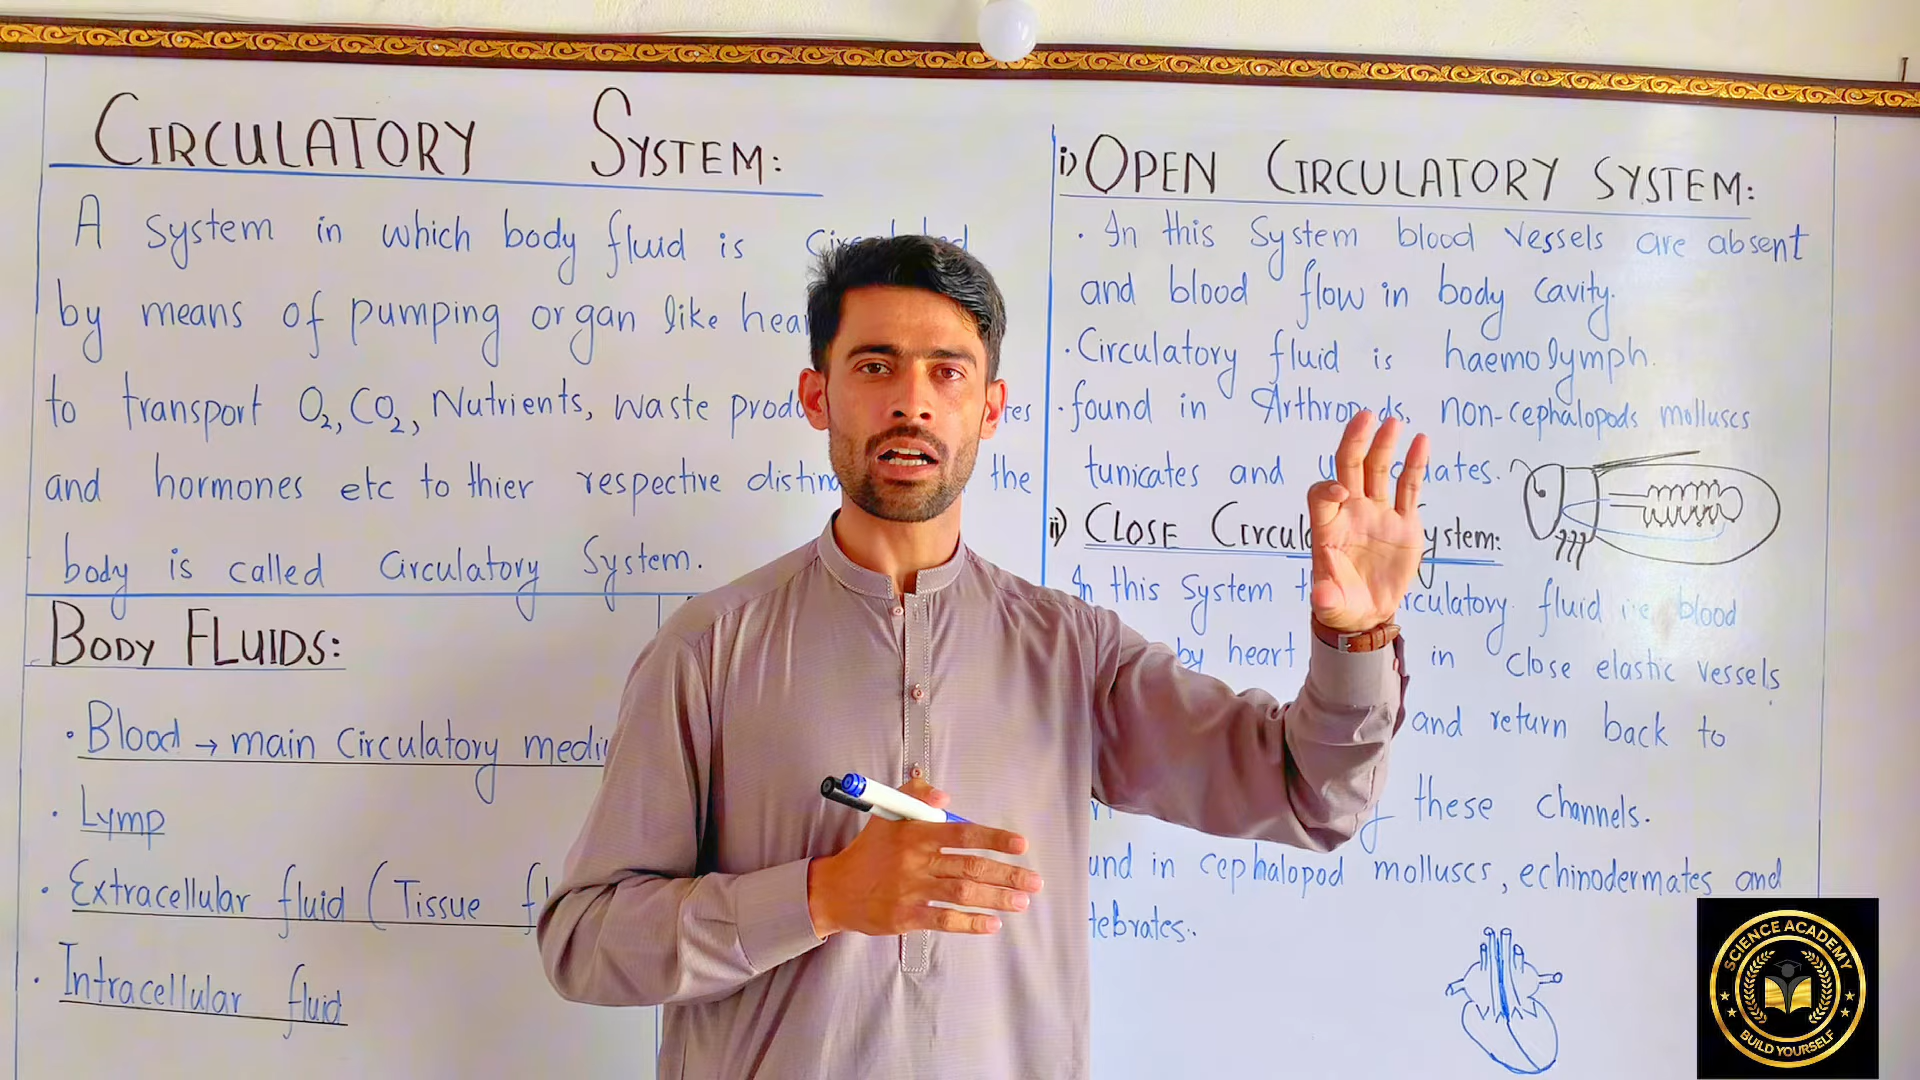 CIRCULATORY SYSTEM:
A system in which body fluid is
by means of pumping organ like
to transport O₂, CO₂, Nutrients, waste
and hormones etc to thier respective the
body is called Circulatory System.
BODY FLUIDS:
• Blood → main Circulatory
• Lymp
• Extracellular fluid (Tissue
• Intracellular fluid
i) OPEN CIRCULATORY SYSTEM:
• In this System blood vessels are absent
and blood flow in body cavity.
• Circulatory fluid is haemolymph.
• found in Arthropods, non-cephalopods molluscs
tunicates and
ii) CLOSE System:
In this System fluid i.e, blood
by heart in close elastic vessels
and return back to
these channels.
in cephalopod molluscs, echinodermates and
SCIENCE ACADEMY
BUILD YOURSELF